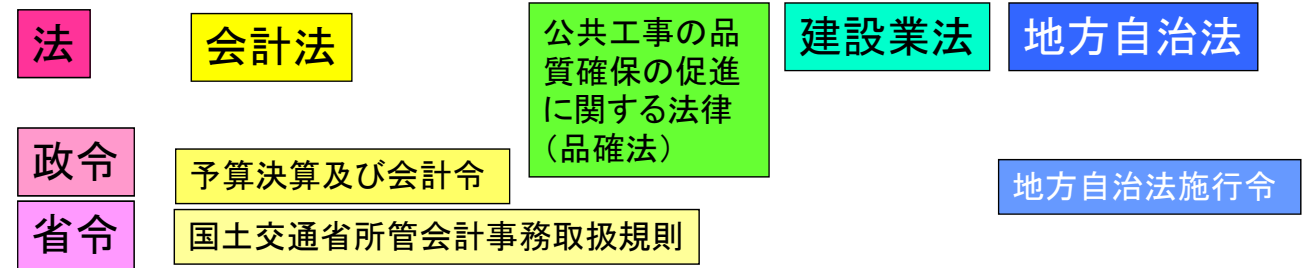 法
会計法
公共工事の品
質確保の促進
に関する法律
（品確法）
建設業法
地方自治法
政令
予算決算及び会計令
地方自治法施行令
省令
国土交通省所管会計事務取扱規則